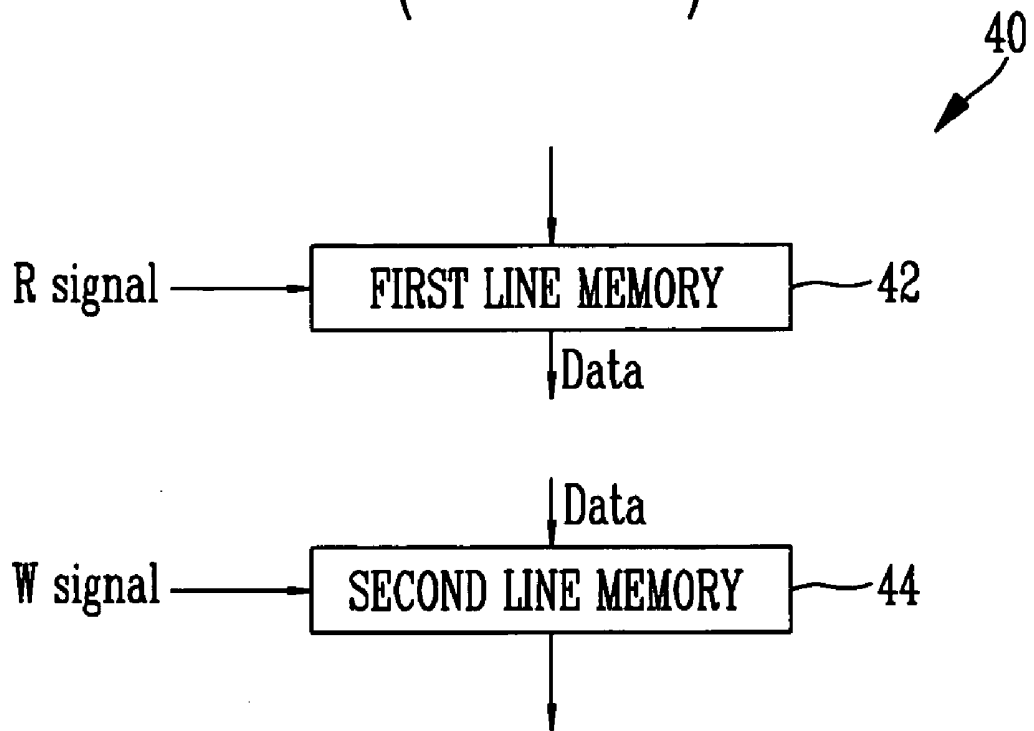 40
R signal
FIRST LINE MEMORY
42
Data
Data
W signal
SECOND LINE MEMORY
44